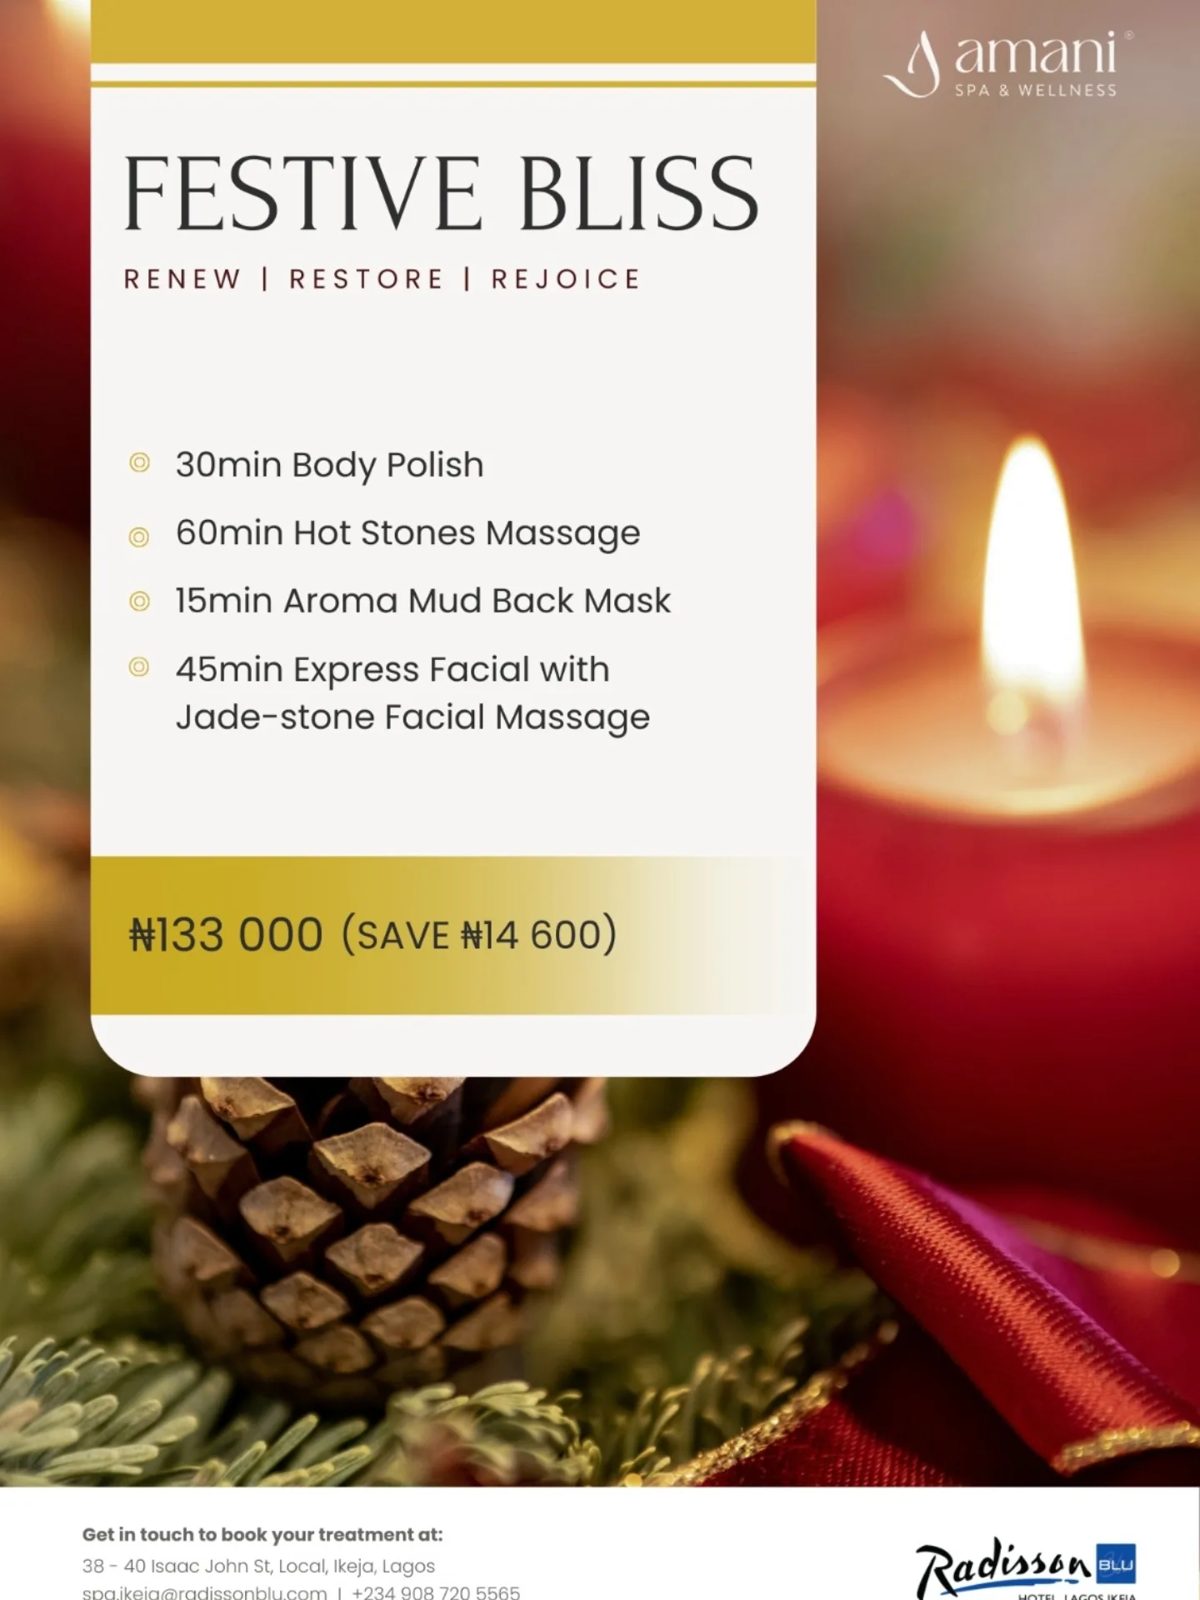 amani®
SPA & WELLNESS
FESTIVE BLISS
RENEW | RESTORE | REJOICE
30min Body Polish
60min Hot Stones Massage
15min Aroma Mud Back Mask
45min Express Facial with
Jade-stone Facial Massage
₦133 000 (SAVE ₦14 600)
Get in touch to book your treatment at:
38 - 40 Isaac John St, Local, Ikeja, Lagos
spa.ikeja@radissonblu.com | +234 908 720 5565
Radisson BLU
HOTEL, LAGOS IKEJA